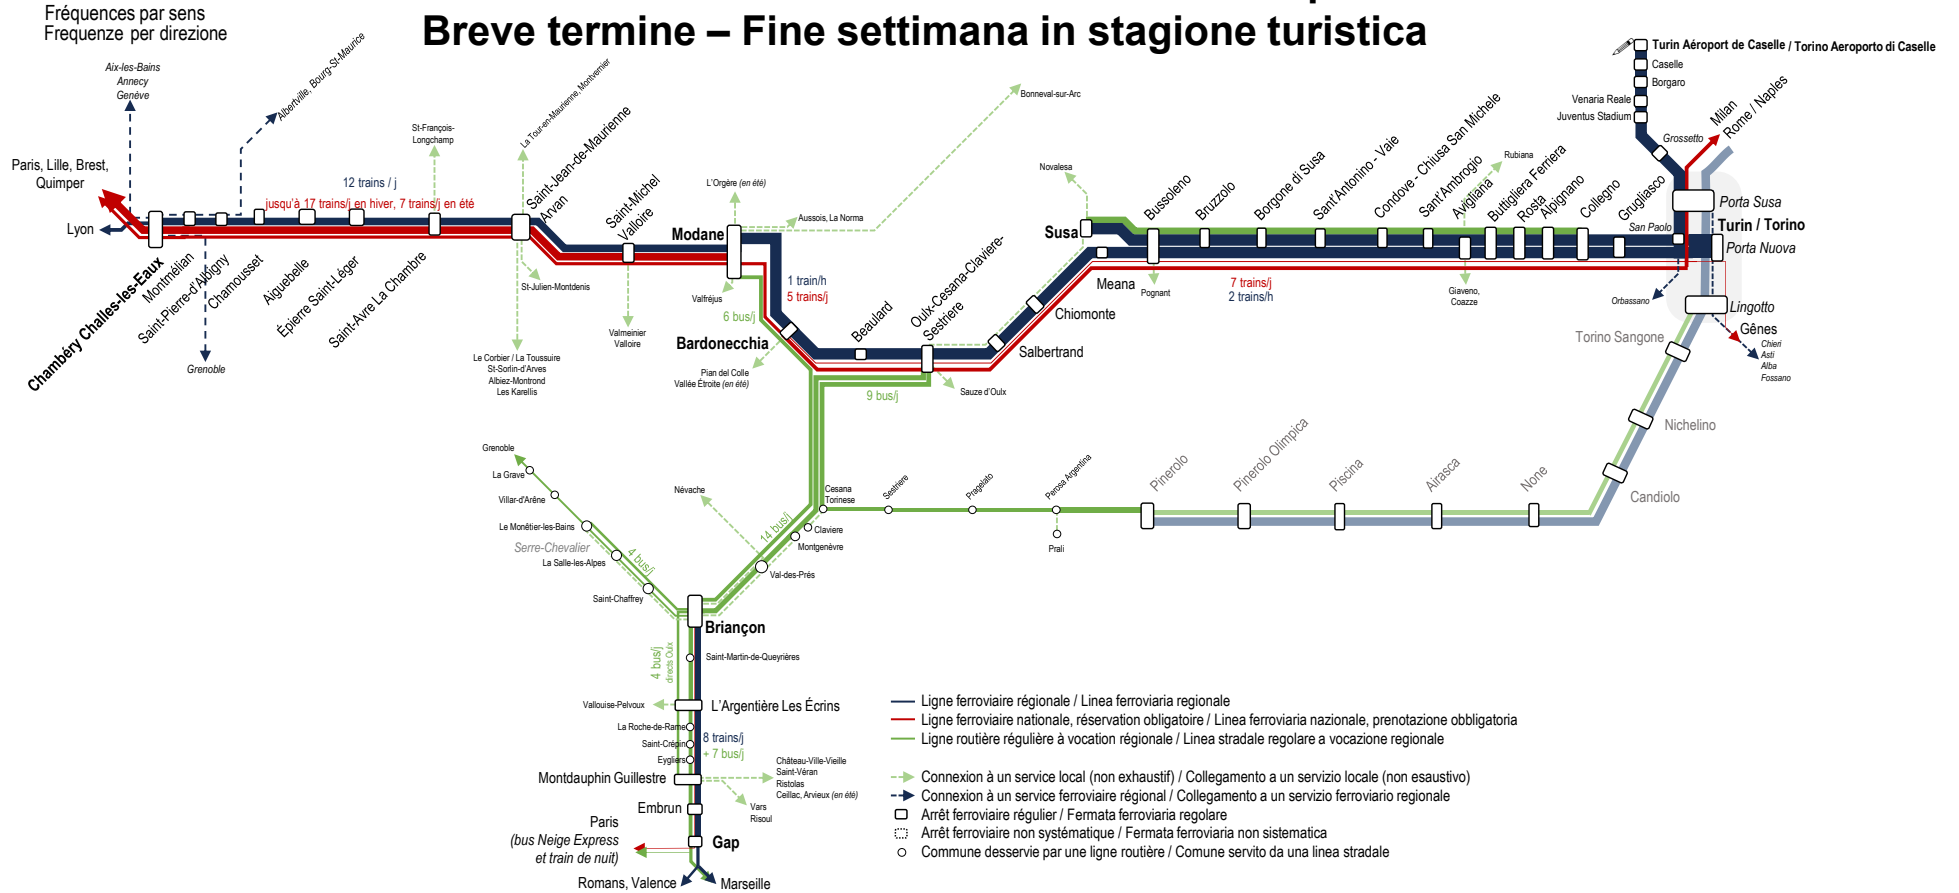 Breve termine – Fine settimana in stagione turistica
Fréquences par sens
Frequenze per direzione
Aix-les-Bains
Annecy
Genève
Albertville, Bourg-St-Maurice
Paris, Lille, Brest,
Quimper
Lyon
12 trains / j
jusqu'à 17 trains/j en hiver, 7 trains/j en été
St-François-
Longchamp
La Tour-en-Maurienne, Montvernier
Saint-Jean-de-Maurienne
Arvan
Saint-Michel
Valloire
Chambéry Challes-les-Eaux
Montmélian
Saint-Pierre-d'Albigny
Chamousset
Aiguebelle
Épierre Saint-Léger
Saint-Avre La Chambre
Grenoble
St-Julien-Montdenis
Le Corbier / La Toussuire
St-Sorlin-d'Arves
Albiez-Montrond
Les Karellis
Valmeinier
Valloire
L'Orgère (en été)
Aussois, La Norma
Bonneval-sur-Arc
Modane
Valfréjus
1 train/h
5 trains/j
6 bus/j
Bardonecchia
Pian del Colle
Vallée Étroite (en été)
Beaulard
Oulx-Cesana-Claviere-
Sestriere
9 bus/j
Sauze d'Oulx
Salbertrand
Chiomonte
Meana
Novalesa
Susa
Bussoleno
Pognant
Bruzzolo
Borgone di Susa
Sant'Antonino - Vaie
Condove - Chiusa San Michele
Sant'Ambrogio
Avigliana
Rubiana
Giaveno,
Coazze
Buttigliera Ferriera
Rosta
Alpignano
Collegno
Grugliasco
7 trains/j
2 trains/h
Turin Aéroport de Caselle / Torino Aeroporto di Caselle
Caselle
Borgaro
Venaria Reale
Juventus Stadium
Grossetto
Milan
Rome / Naples
Porta Susa
San Paolo
Turin / Torino
Porta Nuova
Orbassano
Lingotto
Gênes
Chieri
Asti
Alba
Fossano
Torino Sangone
Nichelino
Candiolo
None
Airasca
Piscina
Pinerolo Olimpica
Pinerolo
Perosa Argentina
Prali
Pragelato
Sestriere
Cesana
Torinese
Claviere
Montgenèvre
14 bus/j
Val-des-Prés
Névache
Grenoble
La Grave
Villar-d'Arêne
Le Monêtier-les-Bains
Serre-Chevalier
La Salle-les-Alpes
4 bus/j
Saint-Chaffrey
Briançon
4 bus/j
directs Oulx
Saint-Martin-de-Queyrières
Vallouise-Pelvoux
L'Argentière Les Écrins
La Roche-de-Rame
Saint-Crépin
Eygliers
8 trains/j
+ 7 bus/j
Montdauphin Guillestre
Château-Ville-Vieille
Saint-Véran
Ristolas
Ceillac, Arvieux (en été)
Vars
Risoul
Embrun
Paris
(bus Neige Express
et train de nuit)
Gap
Romans, Valence
Marseille
Ligne ferroviaire régionale / Linea ferroviaria regionale
Ligne ferroviaire nationale, réservation obligatoire / Linea ferroviaria nazionale, prenotazione obbligatoria
Ligne routière régulière à vocation régionale / Linea stradale regolare a vocazione regionale
Connexion à un service local (non exhaustif) / Collegamento a un servizio locale (non esaustivo)
Connexion à un service ferroviaire régional / Collegamento a un servizio ferroviario regionale
Arrêt ferroviaire régulier / Fermata ferroviaria regolare
Arrêt ferroviaire non systématique / Fermata ferroviaria non sistematica
Commune desservie par une ligne routière / Comune servito da una linea stradale